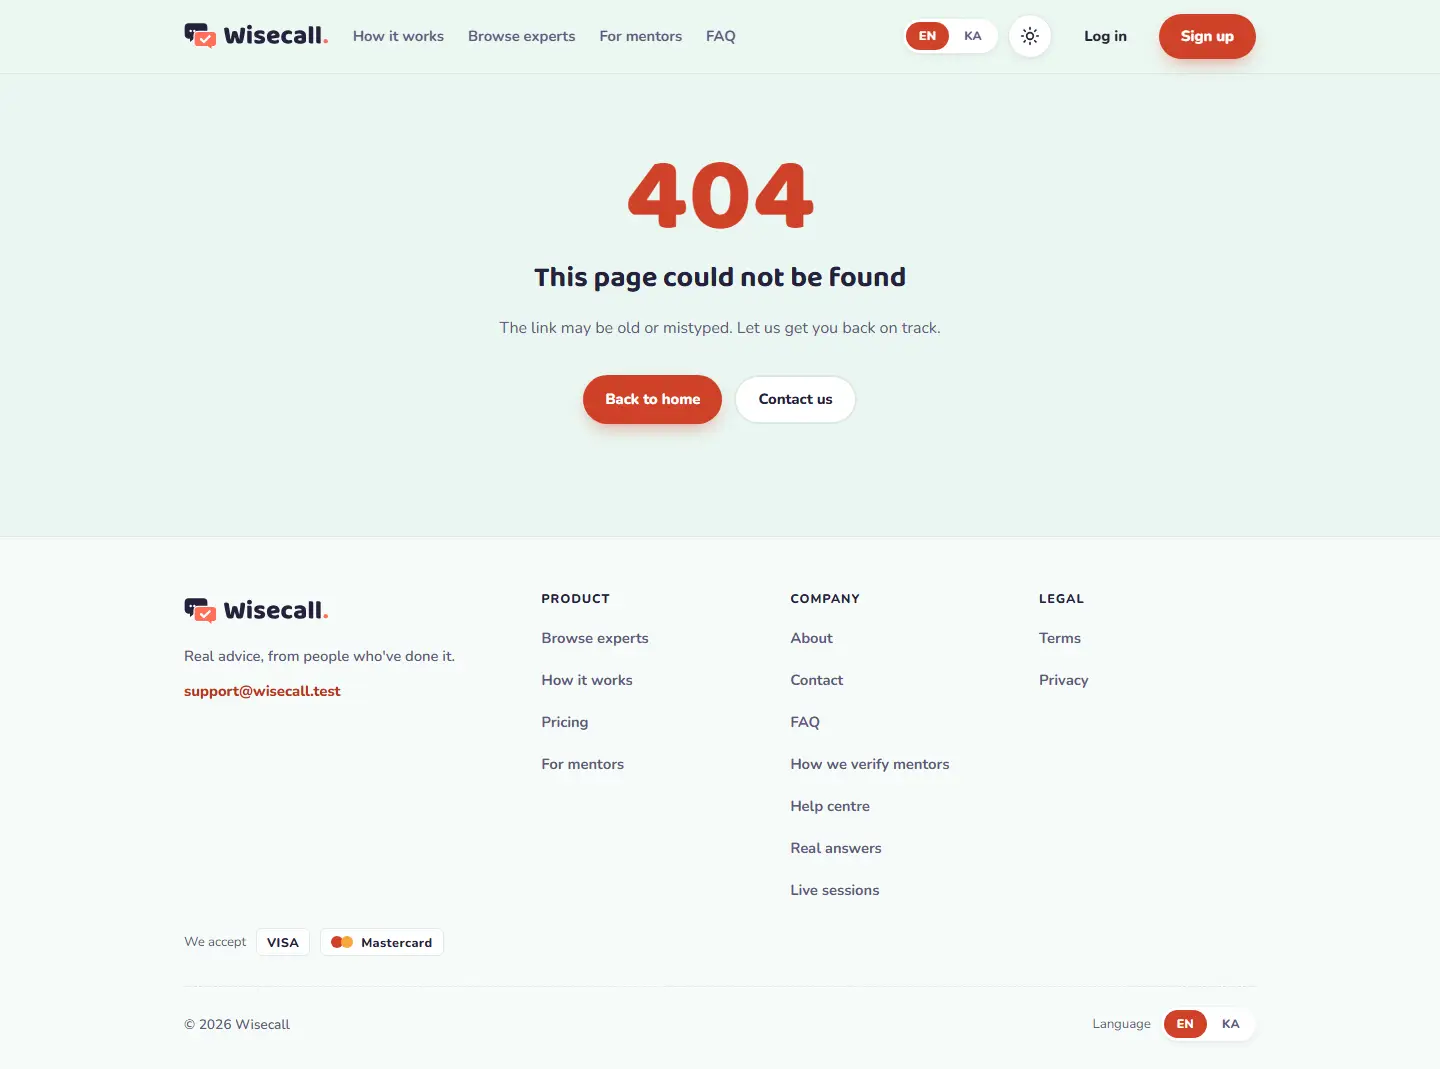 Wisecall.
How it works
Browse experts
For mentors
FAQ
EN
KA
Log in
Sign up
404
This page could not be found
The link may be old or mistyped. Let us get you back on track.
Back to home
Contact us
Wisecall.
Real advice, from people who've done it.
support@wisecall.test
PRODUCT
Browse experts
How it works
Pricing
For mentors
COMPANY
About
Contact
FAQ
How we verify mentors
Help centre
Real answers
Live sessions
LEGAL
Terms
Privacy
We accept
VISA
Mastercard
© 2026 Wisecall
Language
EN
KA